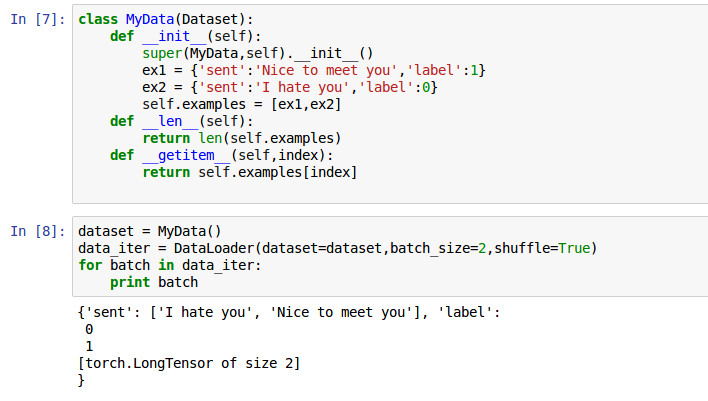 In [7]: class MyData(Dataset):
    def __init__(self):
        super(MyData,self).__init__()
        ex1 = {'sent':'Nice to meet you','label':1}
        ex2 = {'sent':'I hate you','label':0}
        self.examples = [ex1,ex2]
    def __len__(self):
        return len(self.examples)
    def __getitem__(self,index):
        return self.examples[index]
In [8]: dataset = MyData()
data_iter = DataLoader(dataset=dataset,batch_size=2,shuffle=True)
for batch in data_iter:
    print batch
{'sent': ['I hate you', 'Nice to meet you'], 'label':
 0
 1
[torch.LongTensor of size 2]
}